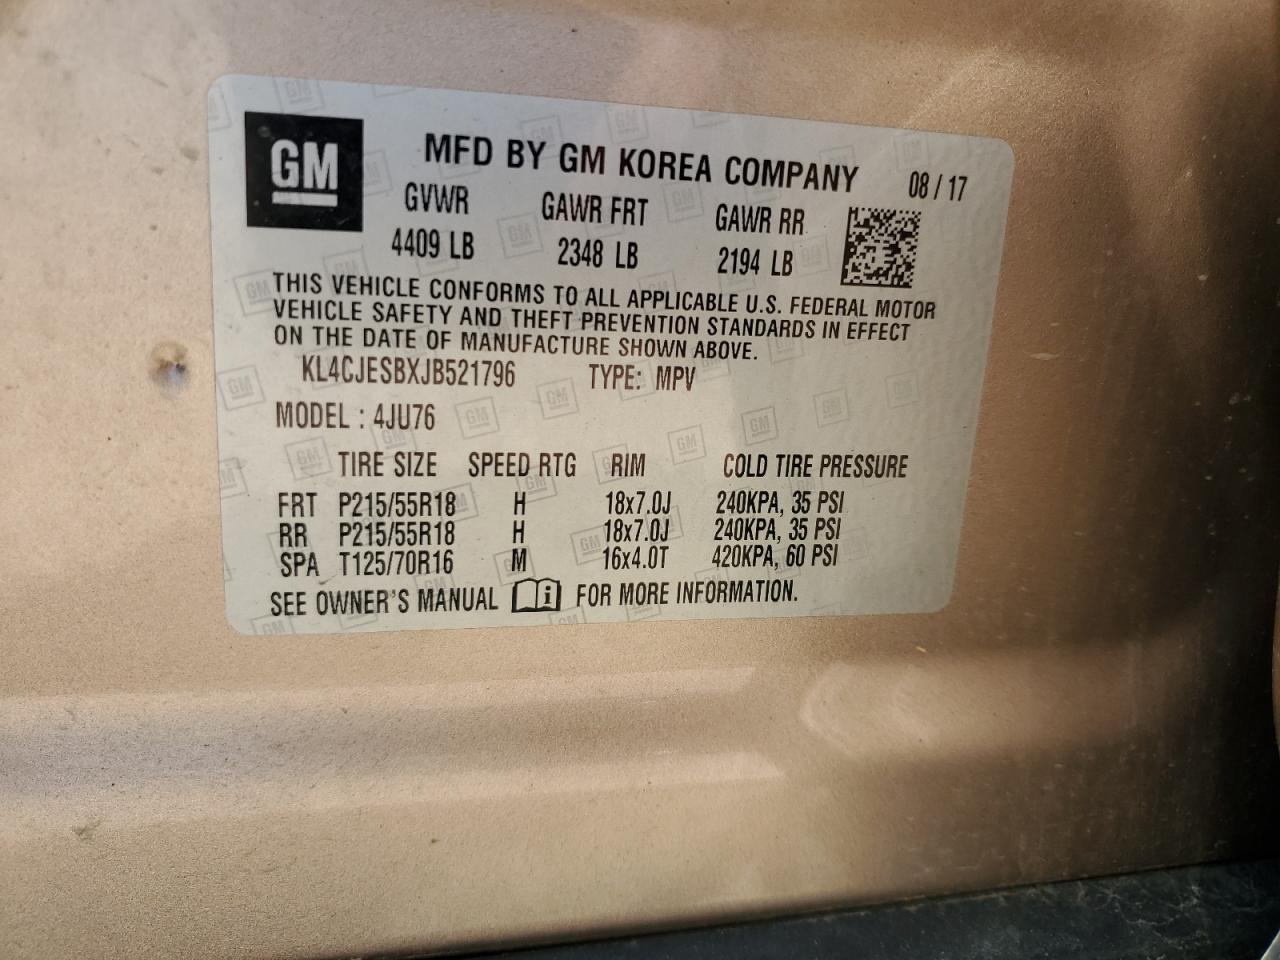 GM
MFD BY GM KOREA COMPANY 08 / 17
GVWR GAWR FRT GAWR RR
4409 LB 2348 LB 2194 LB
THIS VEHICLE CONFORMS TO ALL APPLICABLE U.S. FEDERAL MOTOR
VEHICLE SAFETY AND THEFT PREVENTION STANDARDS IN EFFECT
ON THE DATE OF MANUFACTURE SHOWN ABOVE.
KL4CJESBXJB521796 TYPE: MPV
MODEL : 4JU76
TIRE SIZE SPEED RTG RIM COLD TIRE PRESSURE
FRT P215/55R18 H 18x7.0J 240KPA, 35 PSI
RR P215/55R18 H 18x7.0J 240KPA, 35 PSI
SPA T125/70R16 M 16x4.0T 420KPA, 60 PSI
SEE OWNER'S MANUAL i FOR MORE INFORMATION.